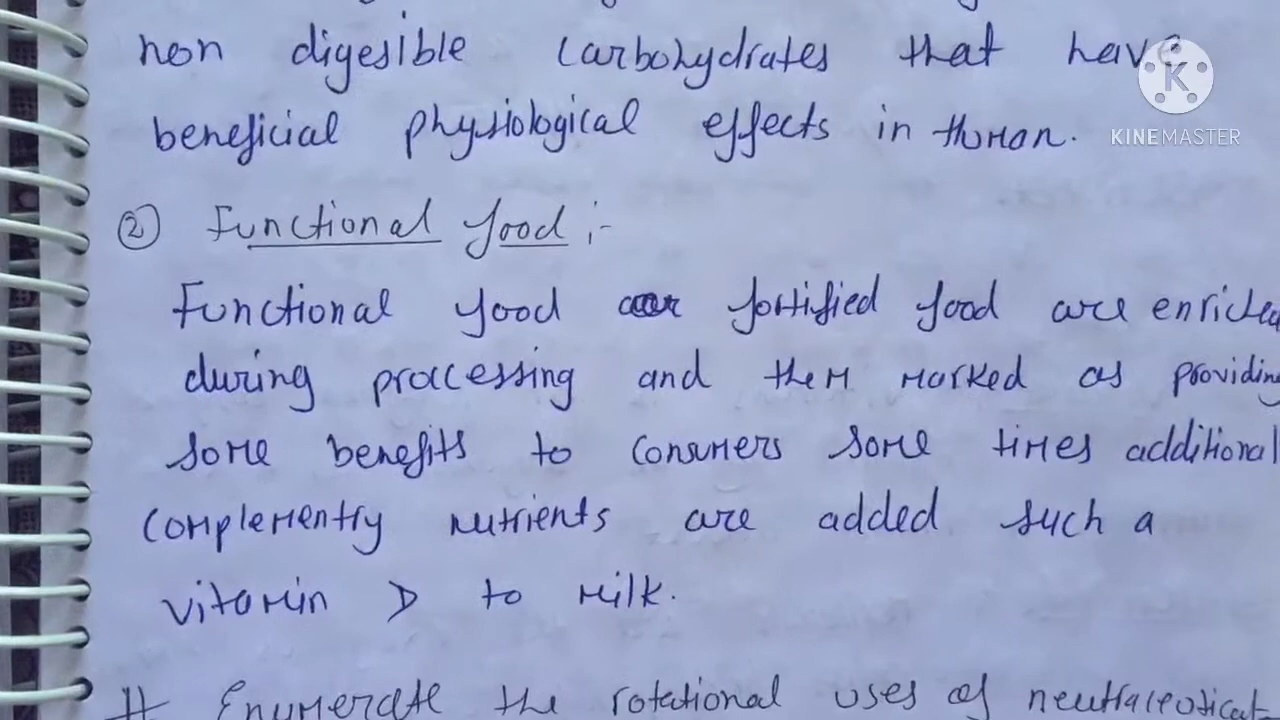 non digesible carbohydrates that have
beneficial physiological effects in Human.
② Functional food :-
Functional food or fortified food are enriche
during processing and then marked as providing
some benefits to consumers some times additional
complementry nutrients are added such a
vitamin D to milk.
# Enumerate the rotational uses of neutraceutical
K
KINEMASTER